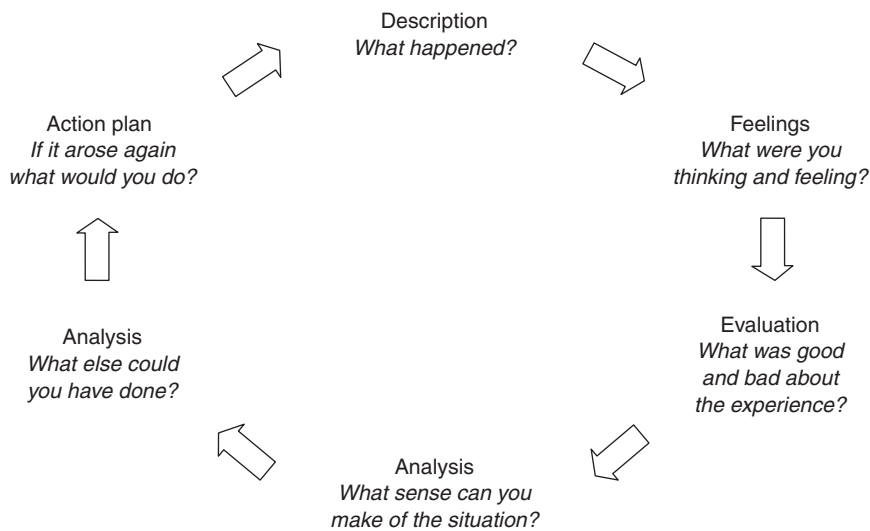 Description
What happened?
Feelings
What were you
thinking and feeling?
Evaluation
What was good
and bad about
the experience?
Analysis
What sense can you
make of the situation?
Analysis
What else could
you have done?
Action plan
If it arose again
what would you do?